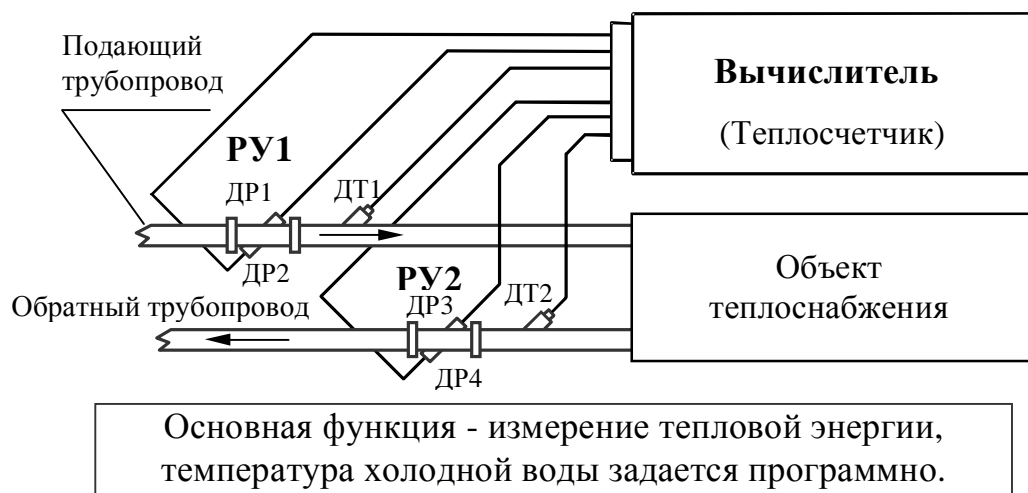 Подающий
трубопровод
Вычислитель
(Теплосчетчик)
РУ1
ДР1
ДТ1
ДР2
Объект
теплоснабжения
РУ2
Обратный трубопровод
ДР3
ДТ2
ДР4
Основная функция - измерение тепловой энергии,
температура холодной воды задается программно.